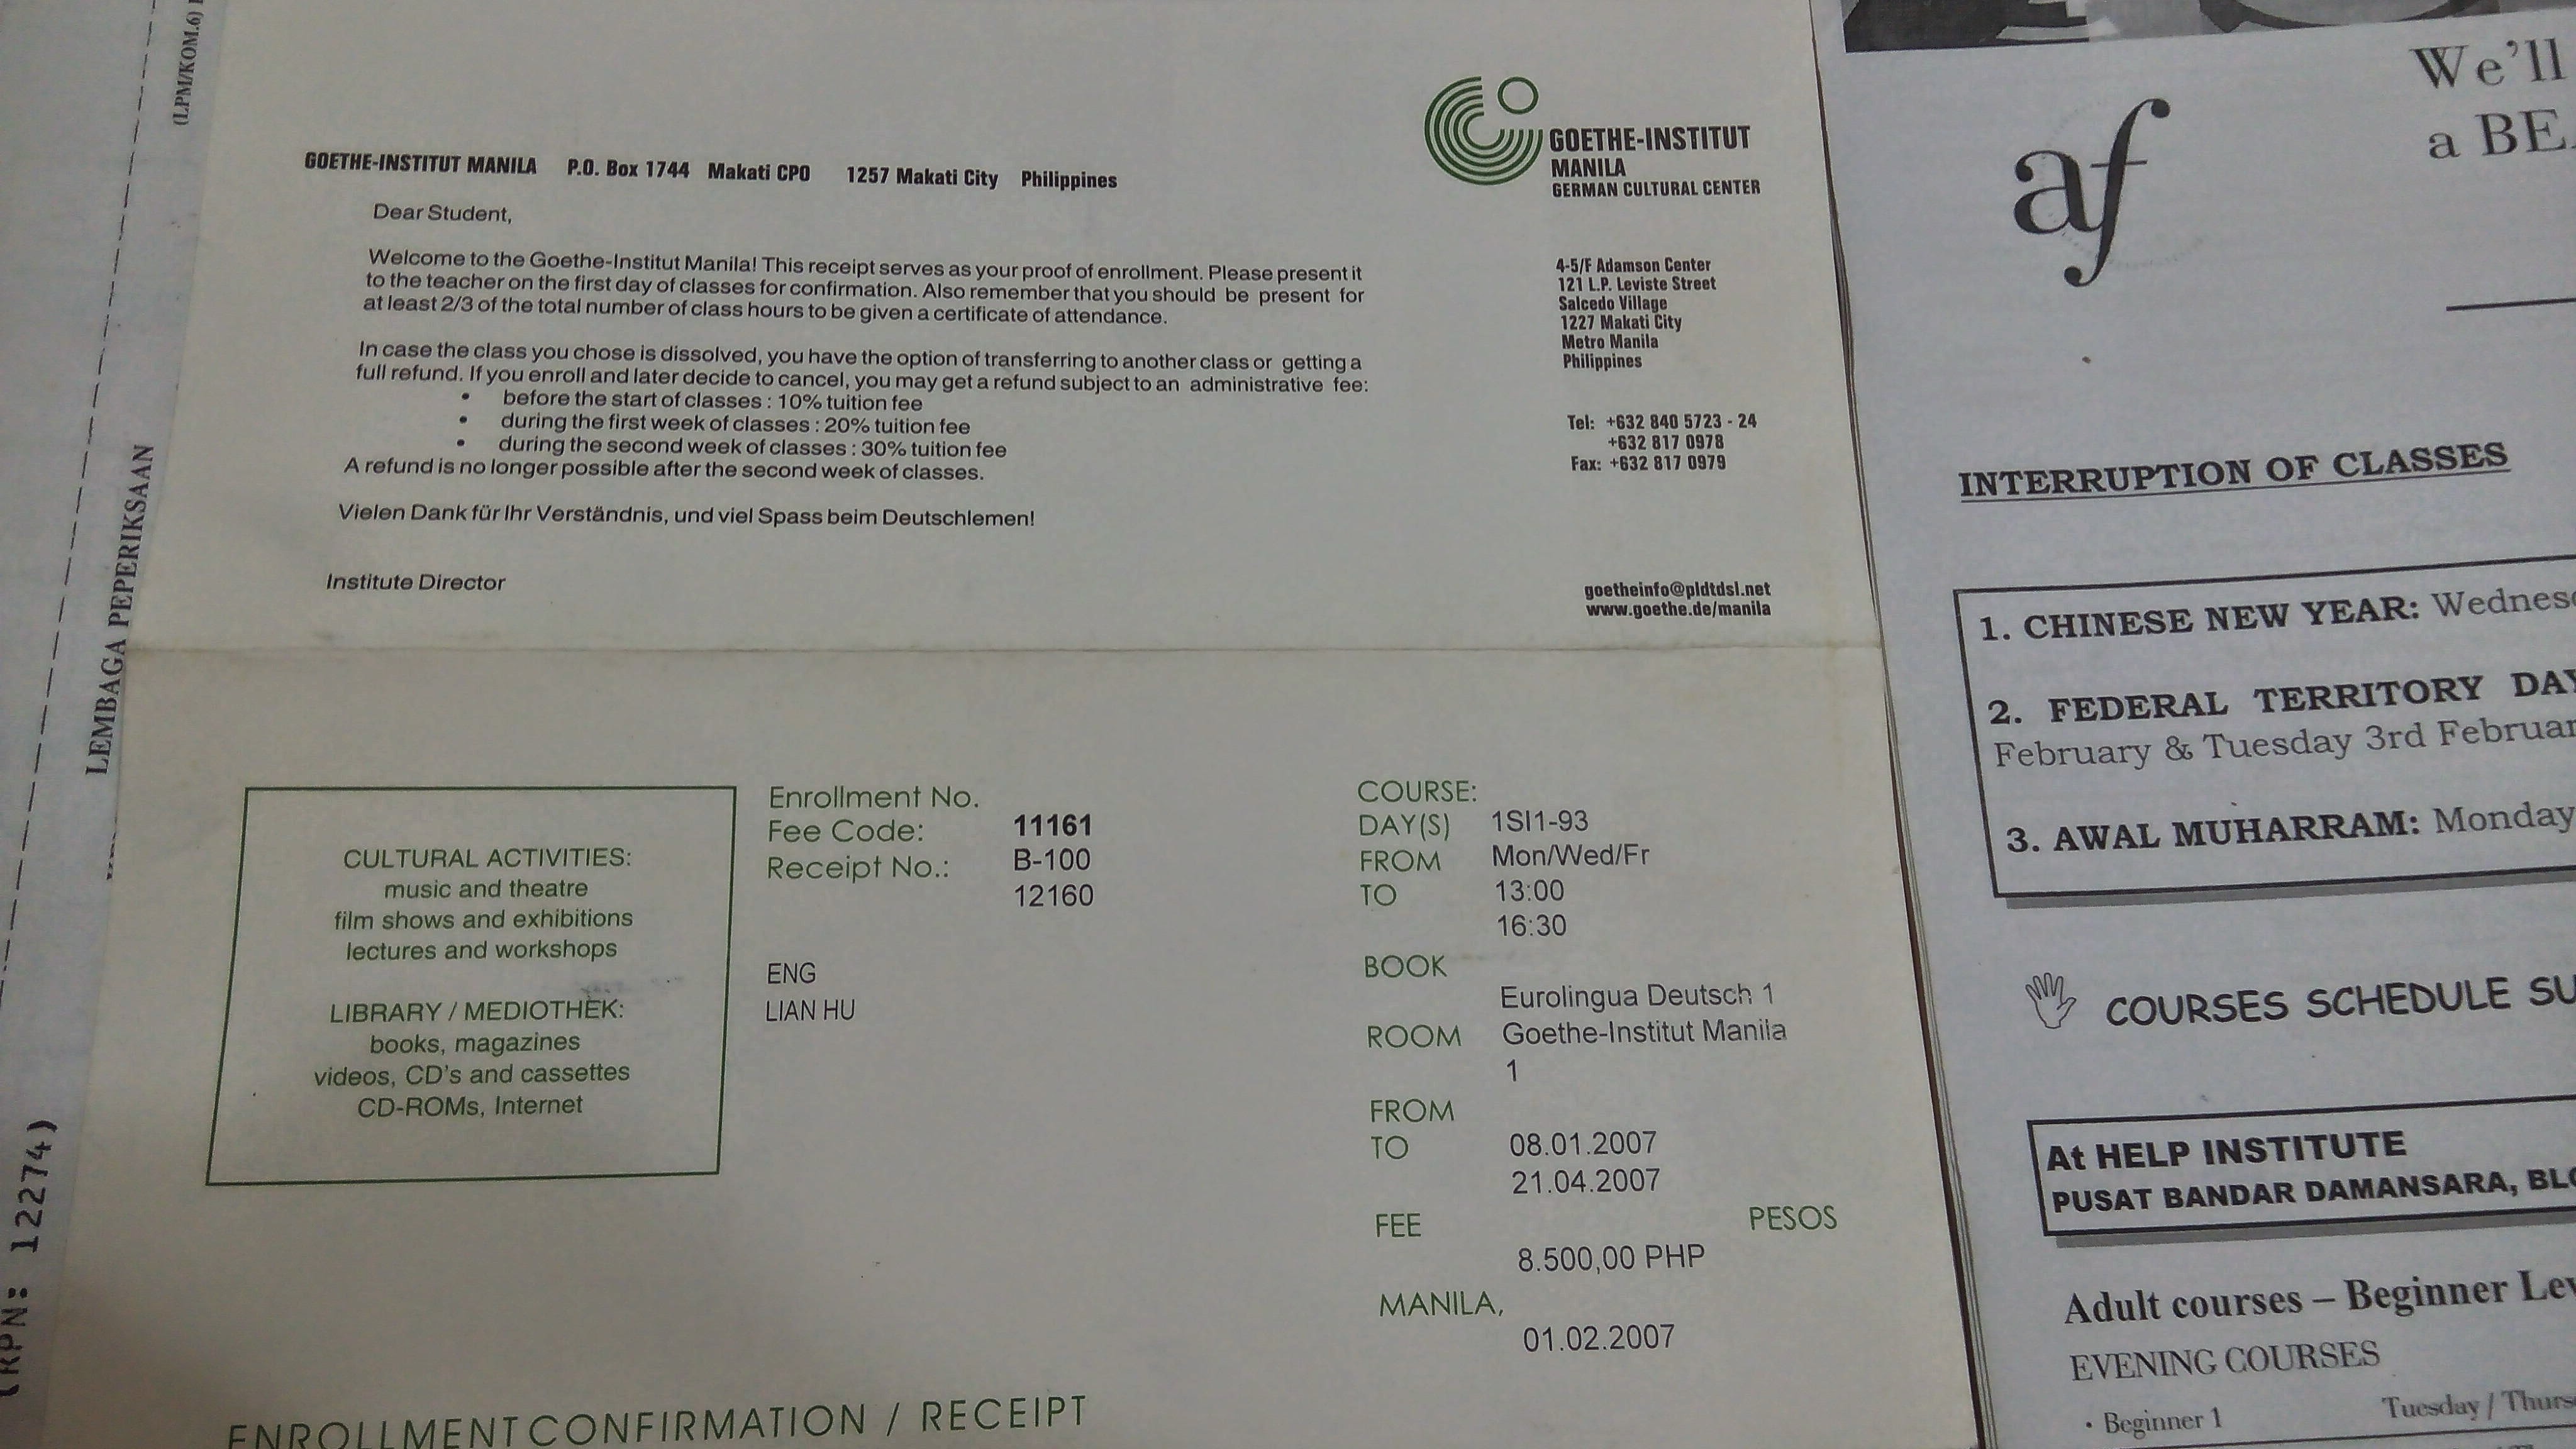 (LPM/KOM.6)
LEMBAGA PEPERIKSAAN
(RPN: 12274)
GOETHE-INSTITUT MANILA P.O. Box 1744 Makati CPO 1257 Makati City Philippines
GOETHE-INSTITUT
MANILA
GERMAN CULTURAL CENTER
Dear Student,
Welcome to the Goethe-Institut Manila! This receipt serves as your proof of enrollment. Please present it
to the teacher on the first day of classes for confirmation. Also remember that you should be present for
at least 2/3 of the total number of class hours to be given a certificate of attendance.
In case the class you chose is dissolved, you have the option of transferring to another class or getting a
full refund. If you enroll and later decide to cancel, you may get a refund subject to an administrative fee:
• before the start of classes : 10% tuition fee
• during the first week of classes : 20% tuition fee
• during the second week of classes : 30% tuition fee
A refund is no longer possible after the second week of classes.
Vielen Dank für Ihr Verständnis, und viel Spass beim Deutschlemen!
Institute Director
4-5/F Adamson Center
121 L.P. Leviste Street
Salcedo Village
1227 Makati City
Metro Manila
Philippines
Tel: +632 840 5723 - 24
+632 817 0978
Fax: +632 817 0979
goetheinfo@pldtdsl.net
www.goethe.de/manila
CULTURAL ACTIVITIES:
music and theatre
film shows and exhibitions
lectures and workshops
LIBRARY / MEDIOTHEK:
books, magazines
videos, CD's and cassettes
CD-ROMs, Internet
Enrollment No.
Fee Code: 11161
Receipt No.: B-100
12160
ENG
LIAN HU
COURSE:
DAY(S) 1SI1-93
FROM Mon/Wed/Fr
TO 13:00
16:30
BOOK
Eurolingua Deutsch 1
ROOM Goethe-Institut Manila
1
FROM
TO 08.01.2007
21.04.2007
FEE PESOS
8.500,00 PHP
MANILA,
01.02.2007
ENROLLMENT CONFIRMATION / RECEIPT
We'll
a
af
INTERRUPTION OF CLASSES
1. CHINESE NEW YEAR:
2. FEDERAL TERRITORY DAY
February & Tuesday 3rd
3. AWAL MUHARRAM: Monday
COURSES SCHEDULE
At HELP INSTITUTE
PUSAT BANDAR DAMANSARA,
Adult courses – Beginner
EVENING COURSES
• Beginner 1 Tuesday /